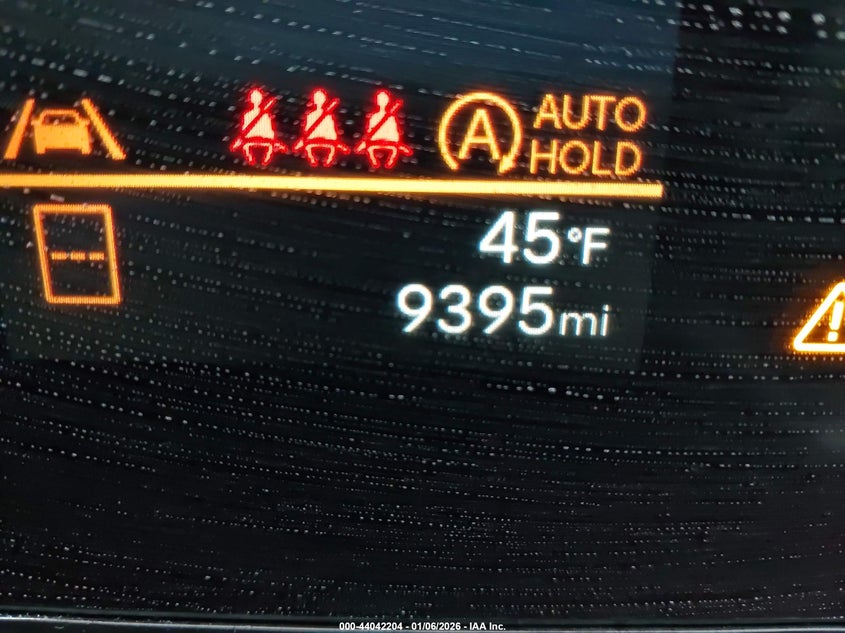 A AUTO
HOLD
45°F
9395mi
000-44042204 - 01/06/2026 - IAA Inc.